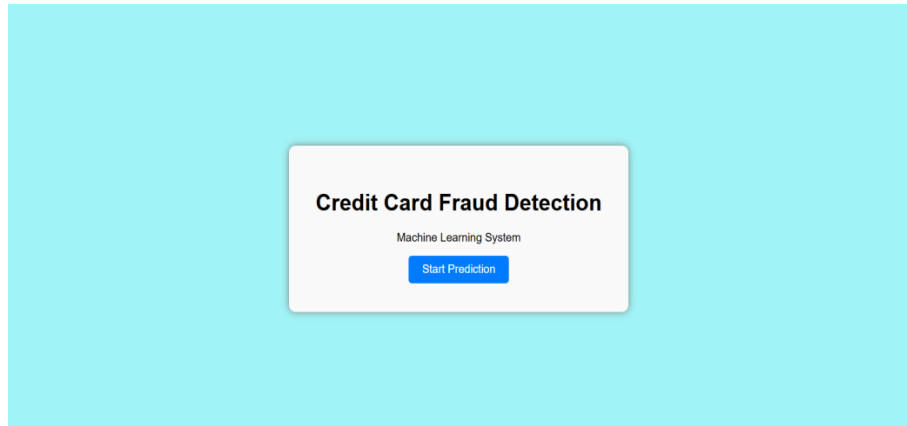 Credit Card Fraud Detection
Machine Learning System
Start Prediction